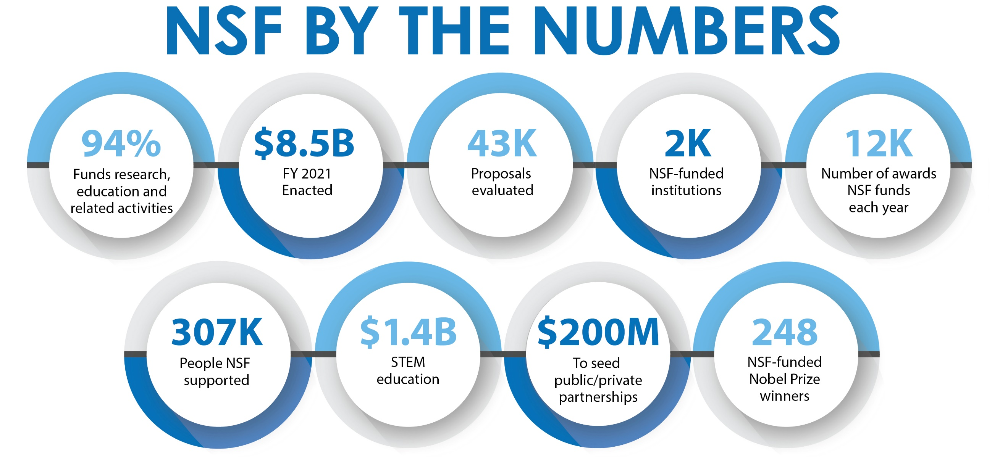 NSF BY THE NUMBERS
94%
Funds research,
education and
related activities
$8.5B
FY 2021
Enacted
43K
Proposals
evaluated
2K
NSF-funded
institutions
12K
Number of awards
NSF funds
each year
307K
People NSF
supported
$1.4B
STEM
education
$200M
To seed
public/private
partnerships
248
NSF-funded
Nobel Prize
winners